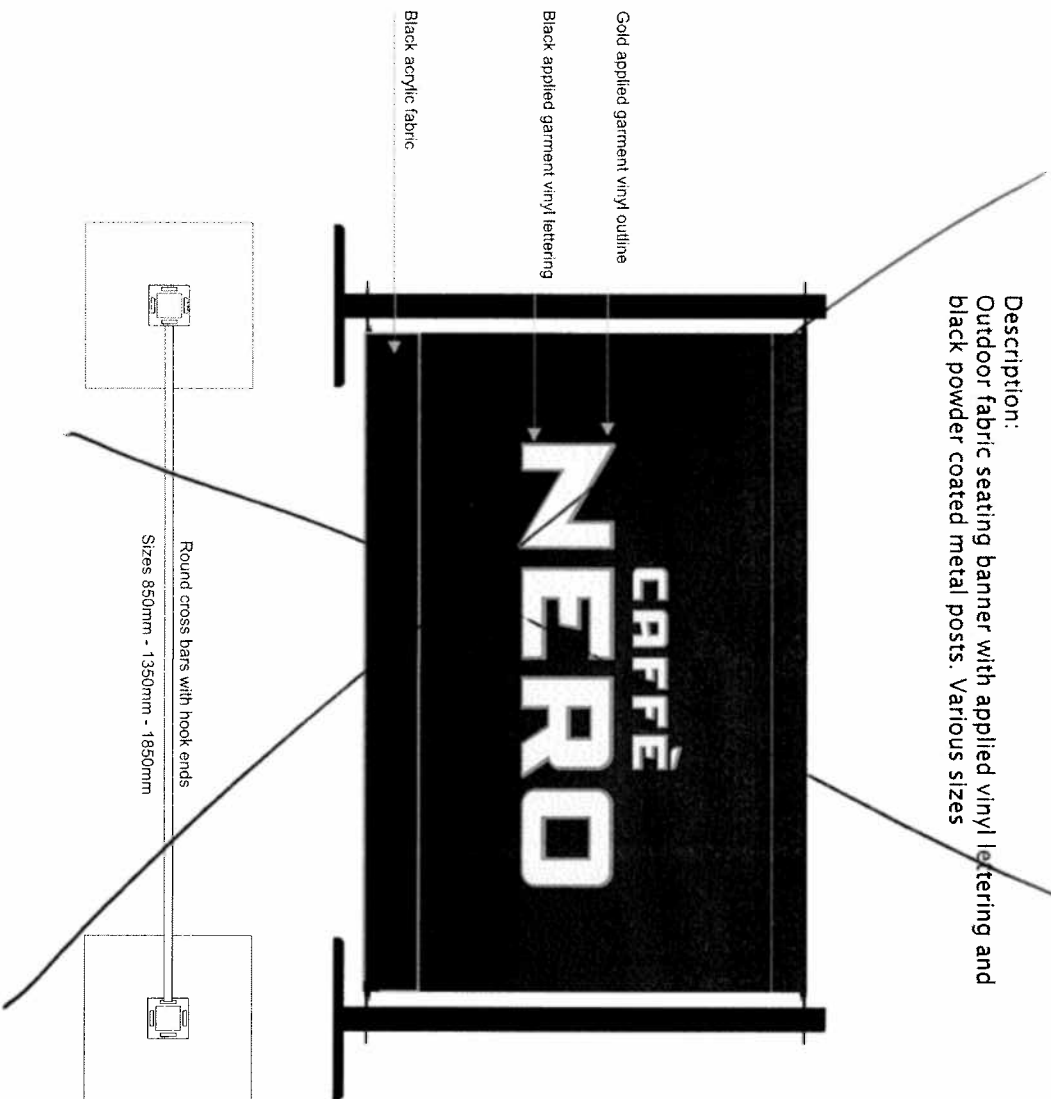 Description:
Outdoor fabric seating banner with applied vinyl lettering and
black powder coated metal posts. Various sizes
Gold applied garment vinyl outline
Black applied garment vinyl lettering
Black acrylic fabric
CAFFÈ
NERO
Round cross bars with hook ends
Sizes 850mm - 1350mm - 1850mm